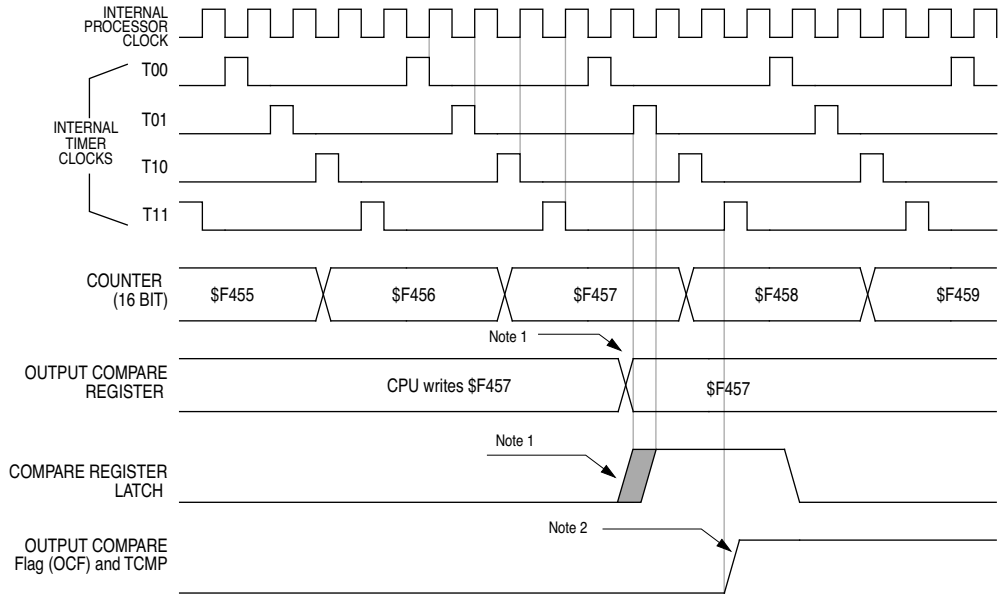 INTERNAL
PROCESSOR
CLOCK
T00
T01
INTERNAL
TIMER
CLOCKS
T10
T11
COUNTER
(16 BIT)
$F455
$F456
$F457
$F458
$F459
Note 1
OUTPUT COMPARE
REGISTER
CPU writes $F457
$F457
Note 1
COMPARE REGISTER
LATCH
Note 2
OUTPUT COMPARE
Flag (OCF) and TCMP